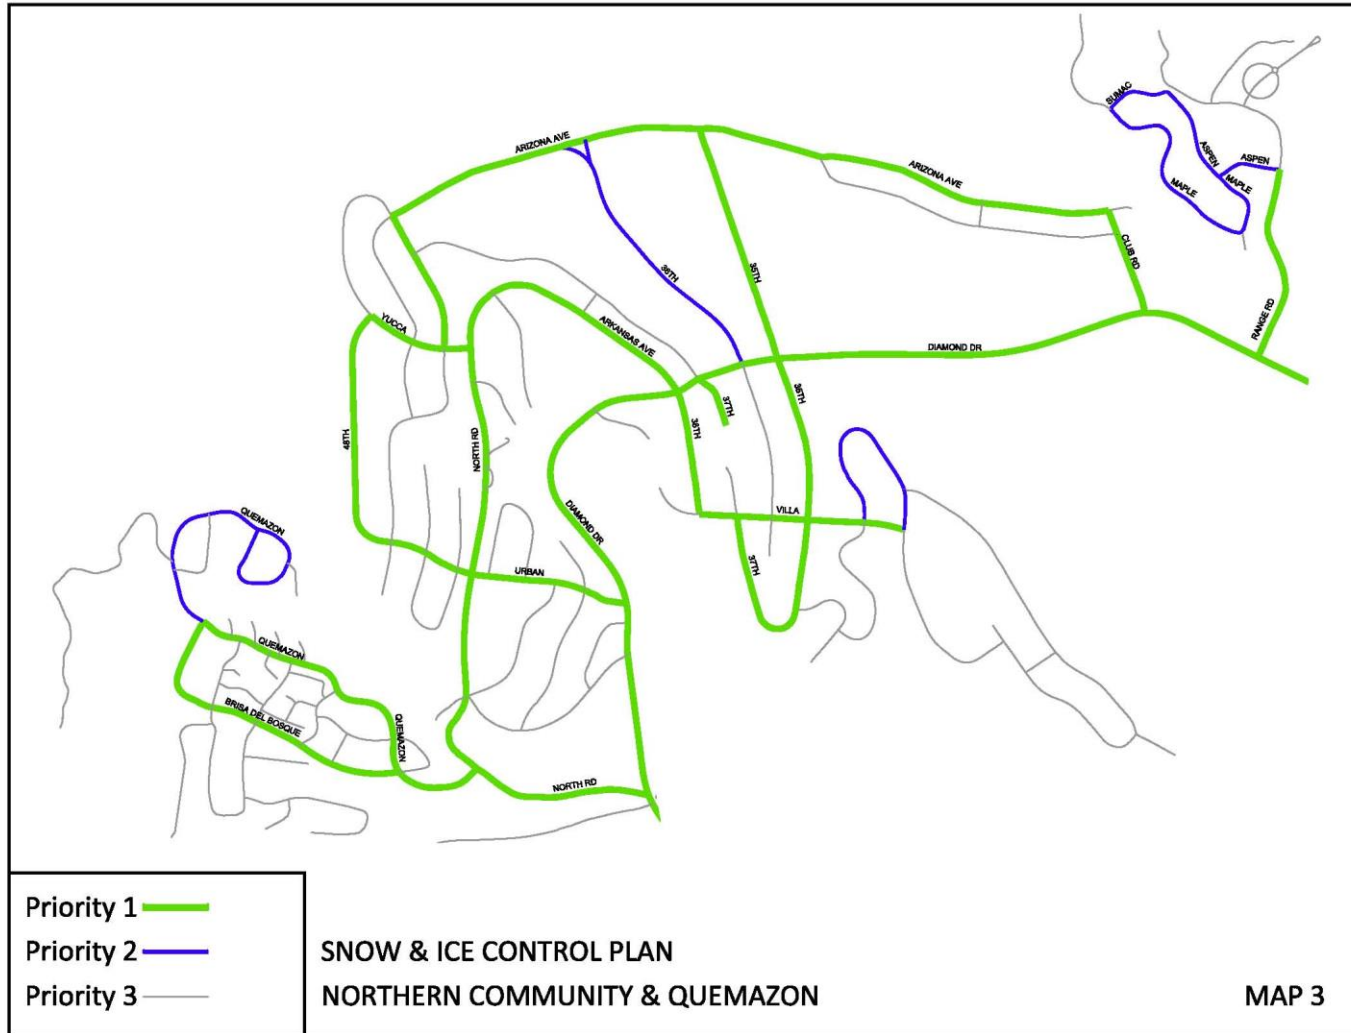 SUMAC
ARIZONA AVE
ASPEN
ASPEN
ARIZONA AVE
MAPLE
MAPLE
CLUB RD
38TH
35TH
RANGE RD
YUCCA
ARKANSAS AVE
DIAMOND DR
37TH
35TH
38TH
48TH
NORTH RD
DIAMOND DR
VILLA
QUEMAZON
37TH
URBAN
QUEMAZON
BRISA DEL BOSQUE
QUEMAZON
NORTH RD
Priority 1
Priority 2
SNOW & ICE CONTROL PLAN
Priority 3
NORTHERN COMMUNITY & QUEMAZON
MAP 3